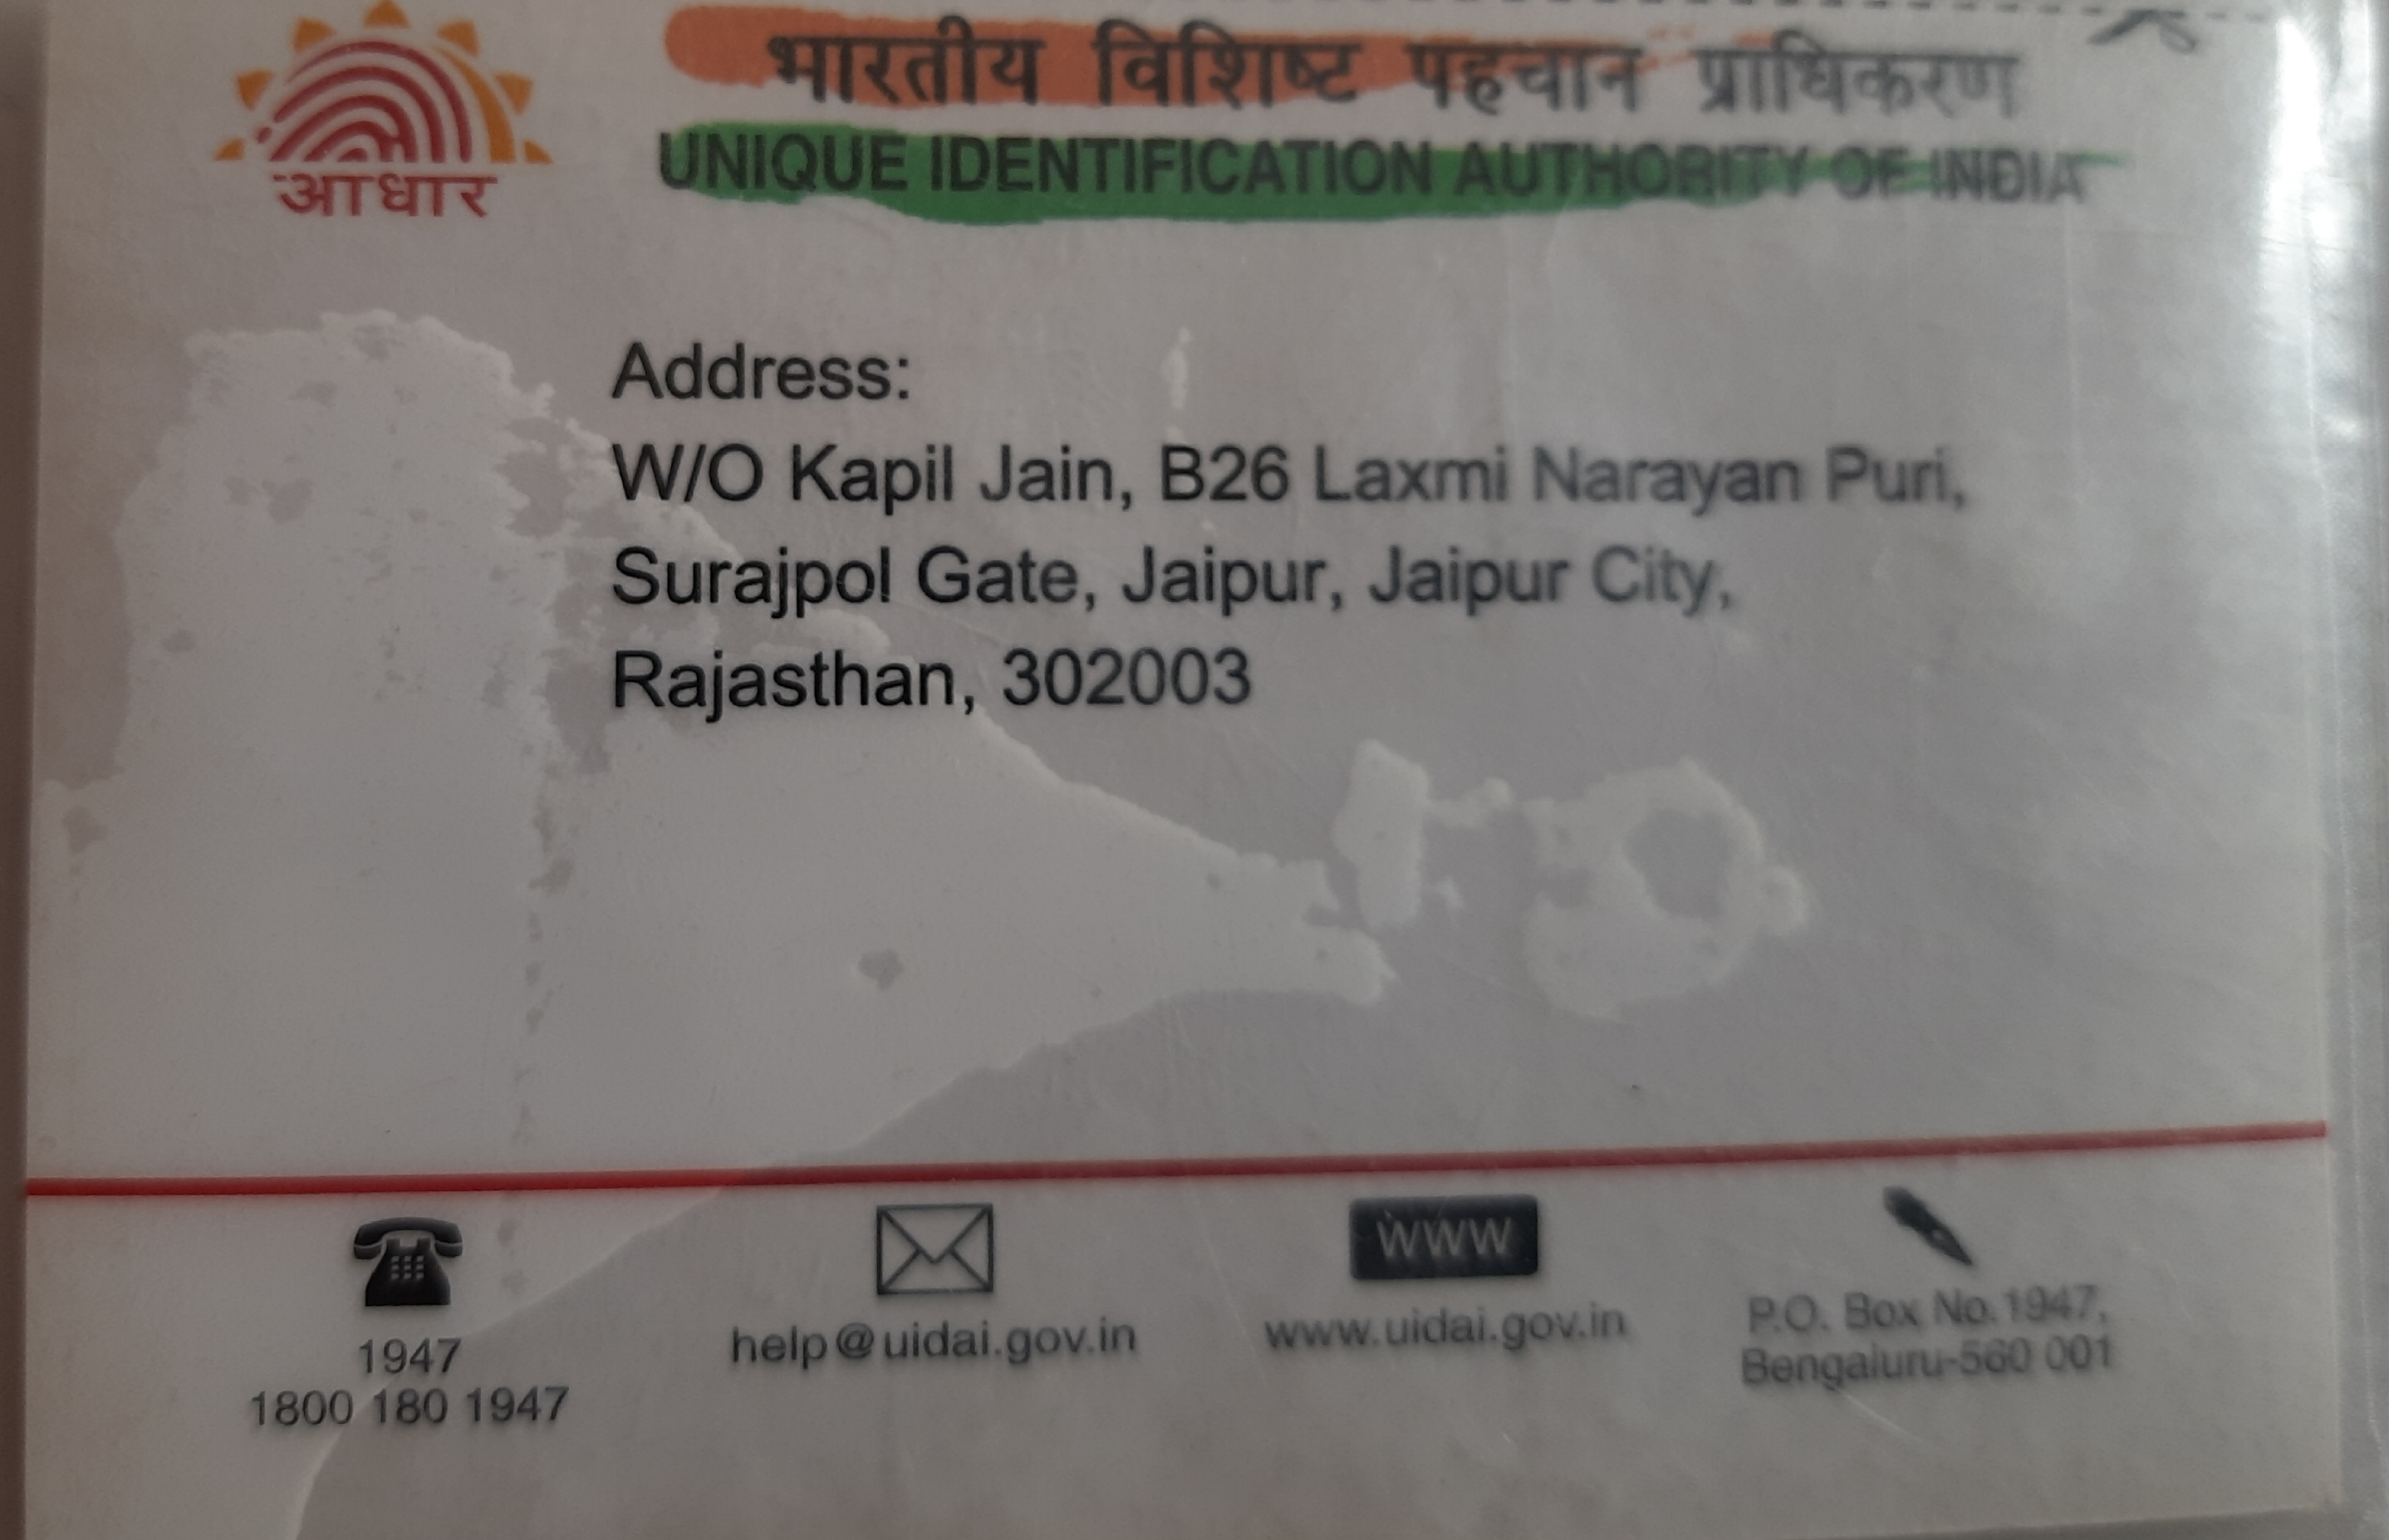 भारतीय विशिष्ट पहचान प्राधिकरण
UNIQUE IDENTIFICATION AUTHORITY OF INDIA
आधार
Address:
W/O Kapil Jain, B26 Laxmi Narayan Puri,
Surajpol Gate, Jaipur, Jaipur City,
Rajasthan, 302003
1947
1800 180 1947
help@uidai.gov.in
www
www.uidai.gov.in
P.O. Box No.1947,
Bengaluru-560 001